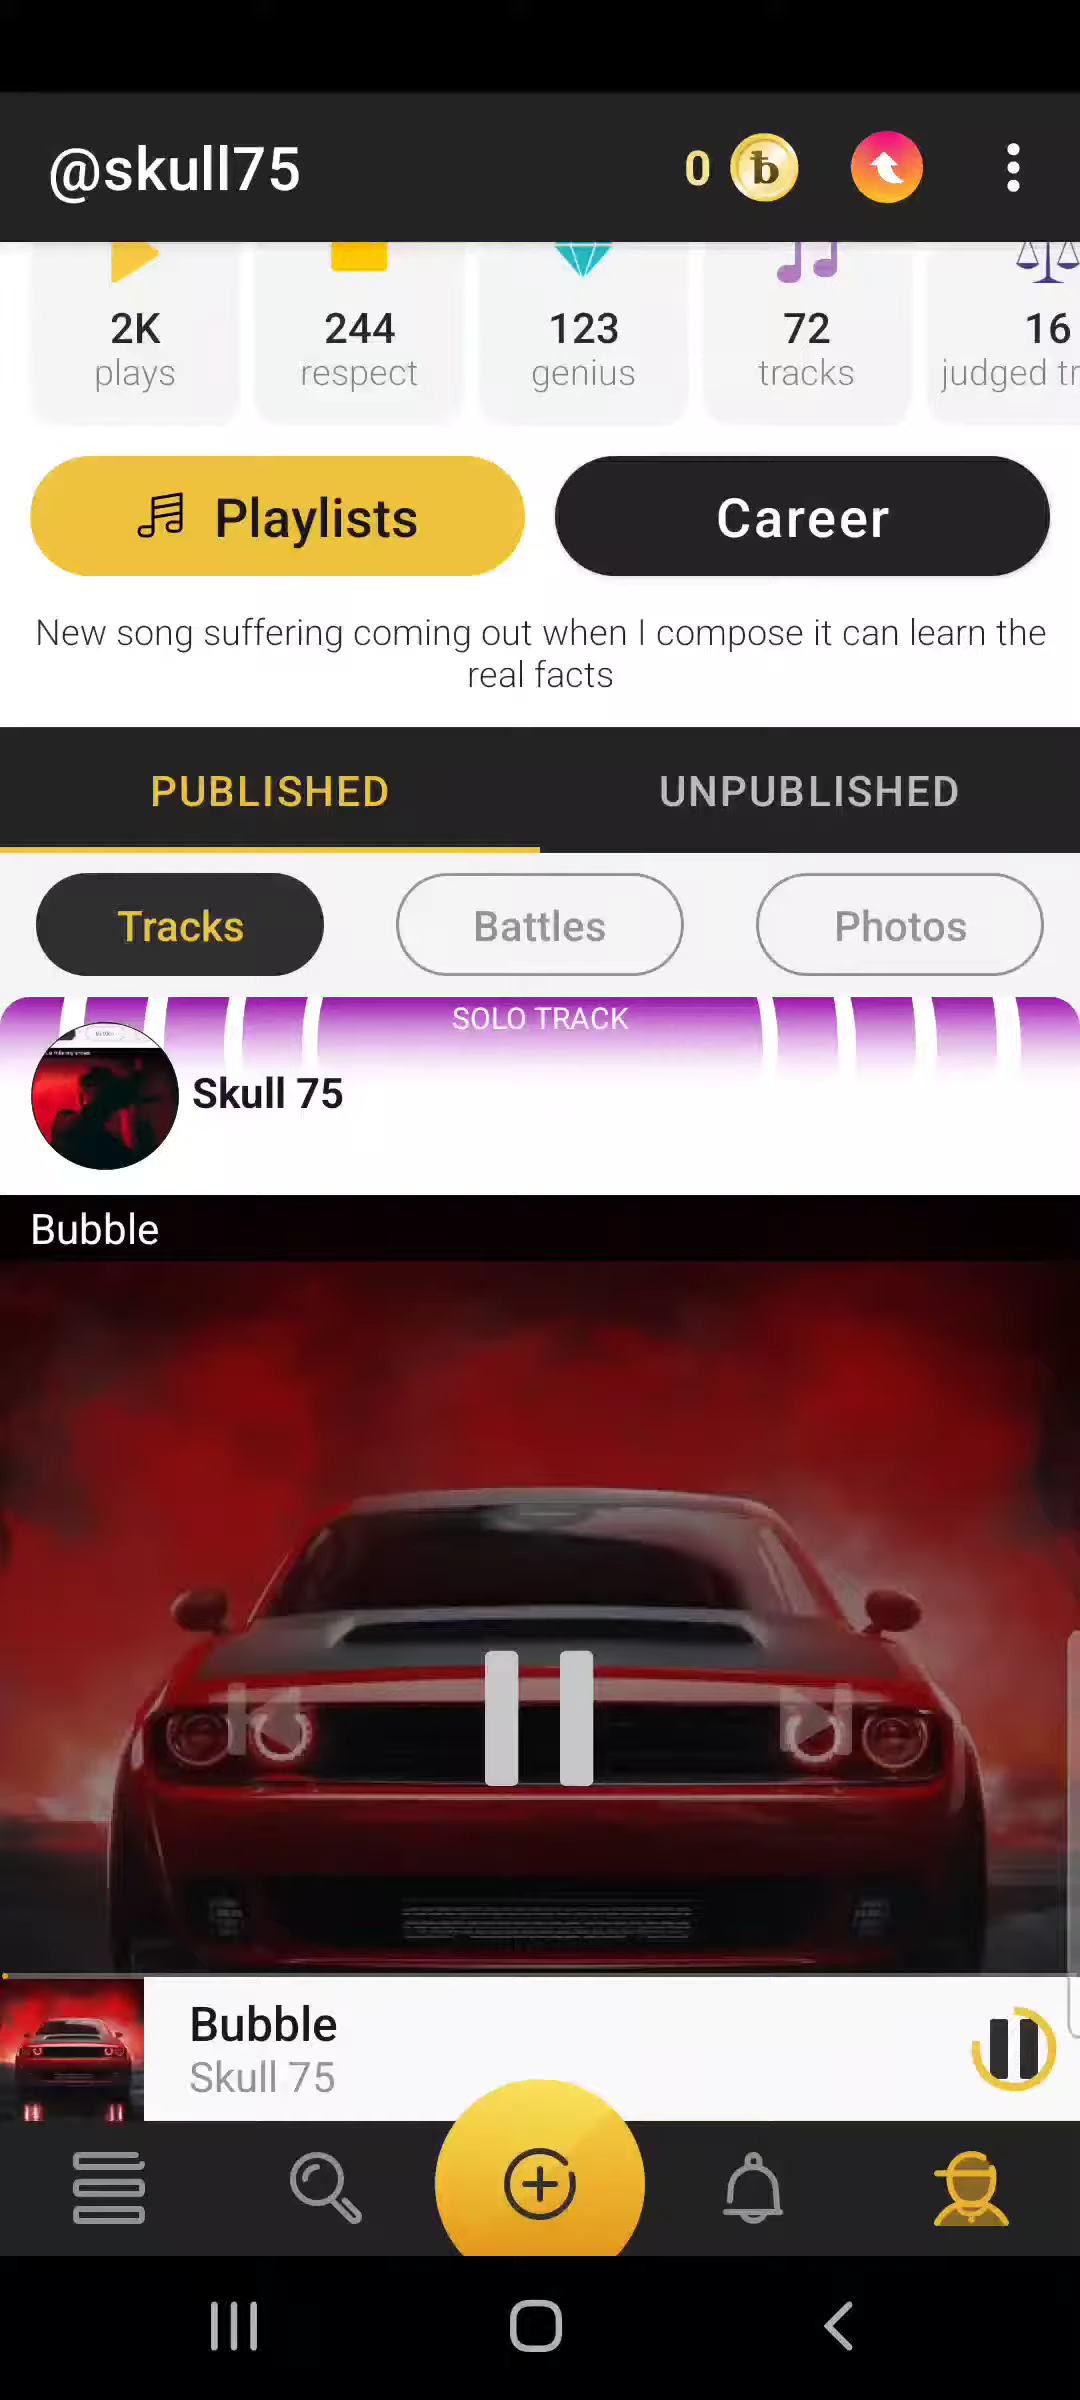 @skull75
0
2K
plays
244
respect
123
genius
72
tracks
16
judged tr
Playlists
Career
New song suffering coming out when I compose it can learn the
real facts
PUBLISHED
UNPUBLISHED
Tracks
Battles
Photos
SOLO TRACK
Skull 75
Bubble
Bubble
Skull 75